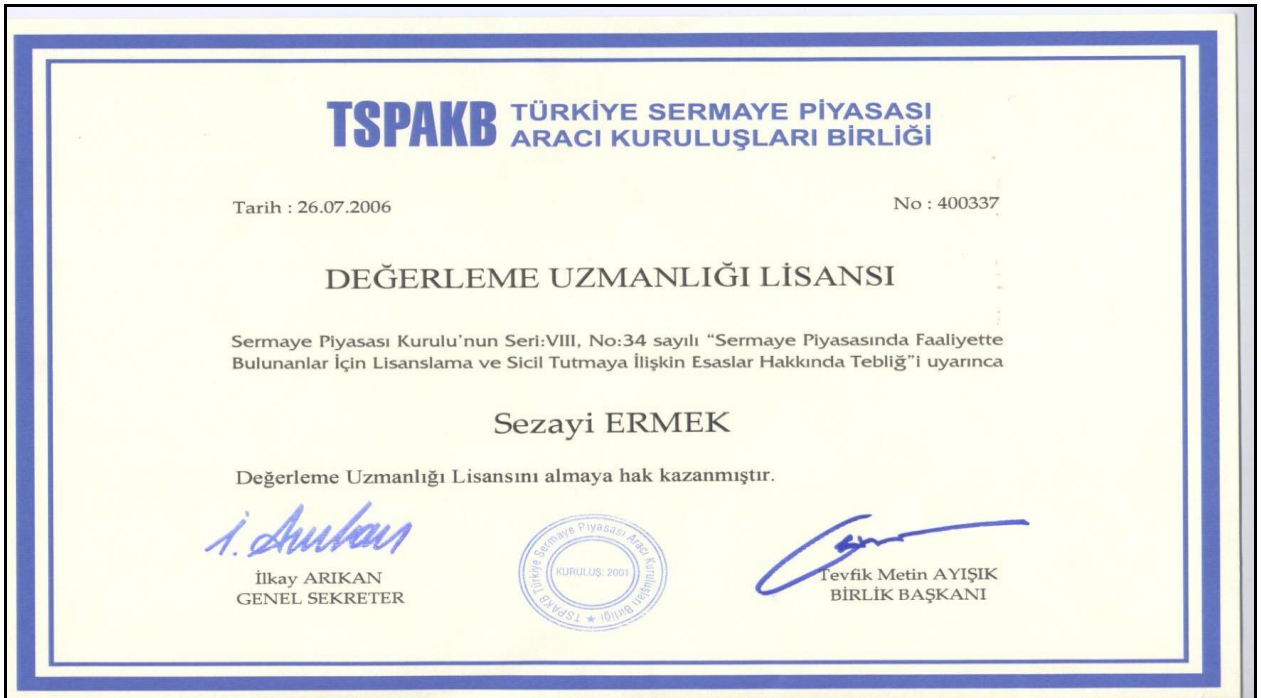 TSPAKB TÜRKİYE SERMAYE PİYASASI
ARACI KURULUŞLARI BİRLİĞİ
Tarih : 26.07.2006
No : 400337
DEĞERLEME UZMANLIĞI LİSANSI
Sermaye Piyasası Kurulu'nun Seri:VIII, No:34 sayılı "Sermaye Piyasasında Faaliyette
Bulunanlar İçin Lisanslama ve Sicil Tutmaya İlişkin Esaslar Hakkında Tebliğ"i uyarınca
Sezayi ERMEK
Değerleme Uzmanlığı Lisansını almaya hak kazanmıştır.
İ. Arıkan
İlkay ARIKAN
GENEL SEKRETER
TSPAKB Türkiye Sermaye Piyasası Aracı Kuruluşları Birliği
KURULUŞ: 2001
Tevfik Metin AYIŞIK
BİRLİK BAŞKANI